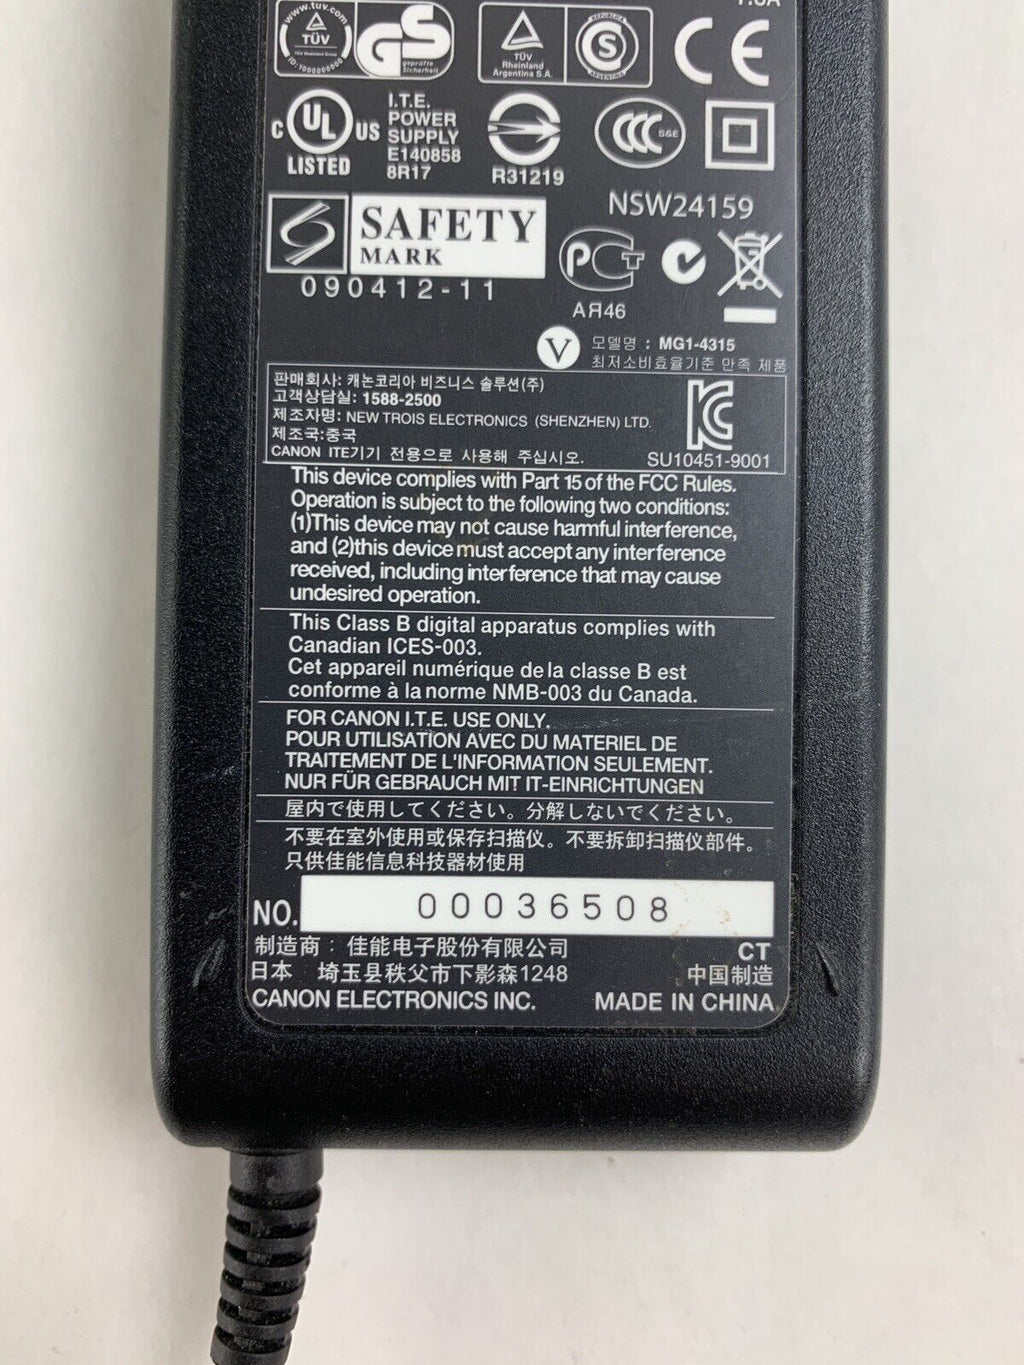 www.tuv.com
TÜV
ID:1000000000
GS
geprüfte
Sicherheit
TÜV
Rheinland
Argentina S.A.
REPUBLICA
S
ARGENTINA
CE
C UL US
LISTED
I.T.E.
POWER
SUPPLY
E140858
8R17
R31219
CCC S&E
NSW24159
SAFETY
MARK
090412-11
PCT
АЯ46
V
모델명 : MG1-4315
최저소비효율기준 만족 제품
판매회사: 캐논코리아 비즈니스 솔루션(주)
고객상담실: 1588-2500
제조자명: NEW TROIS ELECTRONICS (SHENZHEN) LTD.
제조국:중국
CANON ITE기기 전용으로 사용해 주십시오.
KC
SU10451-9001
This device complies with Part 15 of the FCC Rules.
Operation is subject to the following two conditions:
(1)This device may not cause harmful interference,
and (2)this device must accept any interference
received, including interference that may cause
undesired operation.
This Class B digital apparatus complies with
Canadian ICES-003.
Cet appareil numérique de la classe B est
conforme à la norme NMB-003 du Canada.
FOR CANON I.T.E. USE ONLY.
POUR UTILISATION AVEC DU MATERIEL DE
TRAITEMENT DE L'INFORMATION SEULEMENT.
NUR FÜR GEBRAUCH MIT IT-EINRICHTUNGEN
屋内で使用してください。分解しないでください。
不要在室外使用或保存扫描仪。不要拆卸扫描仪部件。
只供佳能信息科技器材使用
NO. 00036508
制造商：佳能电子股份有限公司
CT
日本 埼玉县秩父市下影森1248
中国制造
CANON ELECTRONICS INC.
MADE IN CHINA